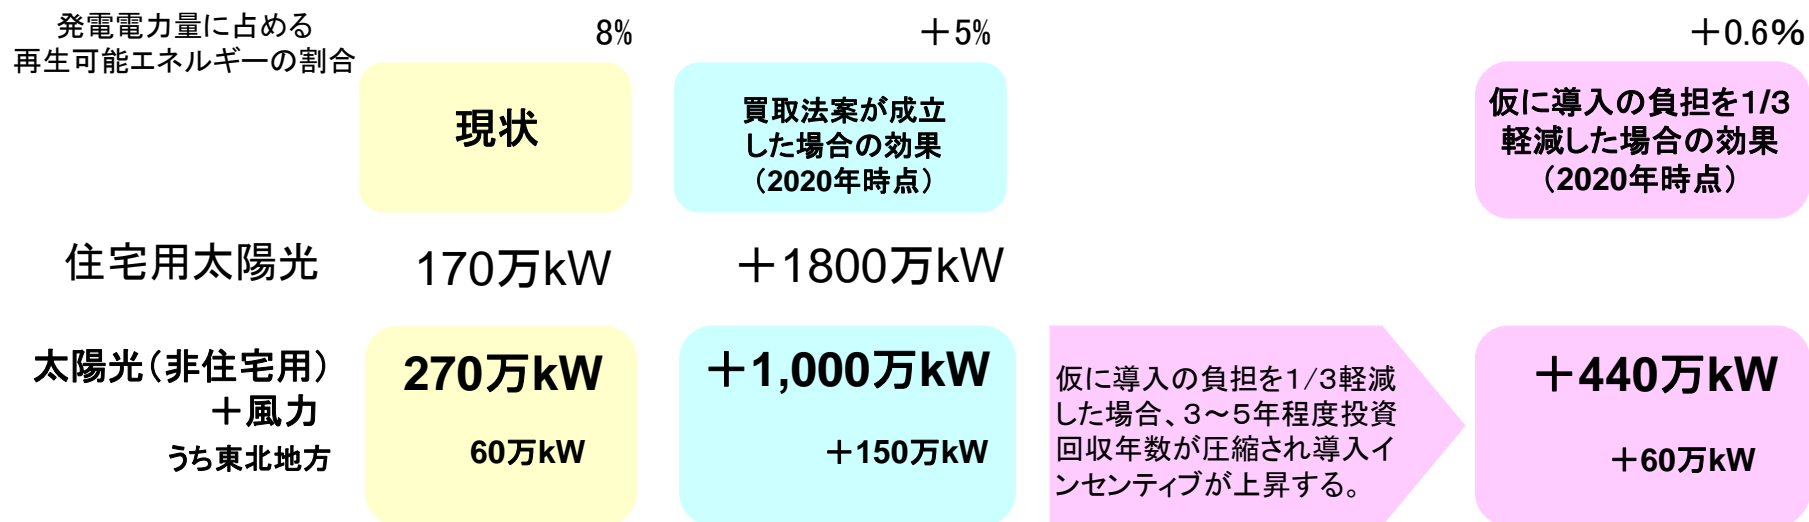 発電電力量に占める
再生可能エネルギーの割合
8%
＋5%
＋0.6％
現状
買取法案が成立
した場合の効果
（2020年時点）
仮に導入の負担を１/３
軽減した場合の効果
（2020年時点）
住宅用太陽光
170万kW
＋1800万kW
太陽光（非住宅用）
＋風力
うち東北地方
270万kW
60万kW
＋1,000万kW
＋150万kW
仮に導入の負担を１/３軽減
した場合、３～５年程度投資
回収年数が圧縮され導入イ
ンセンティブが上昇する。
＋440万kW
＋60万kW